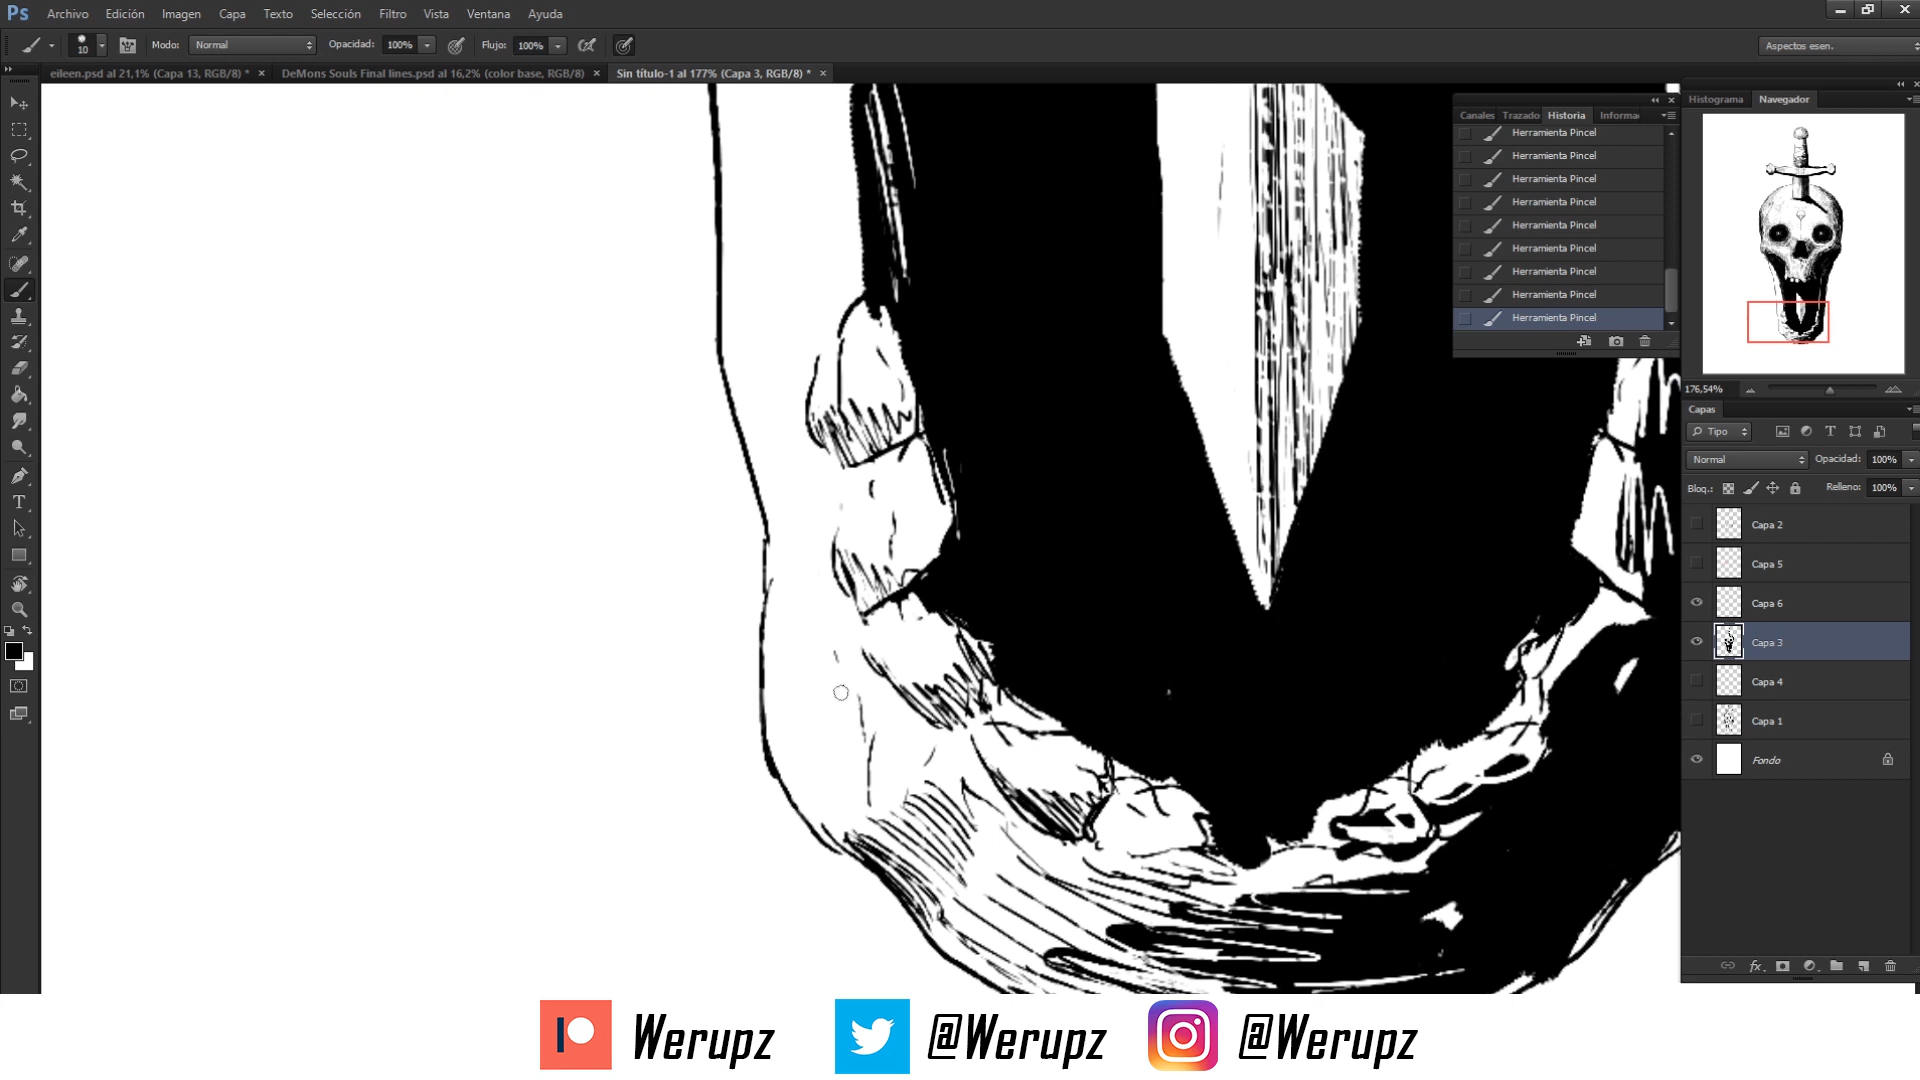 Ps Archivo Edición Imagen Capa Texto Selección Filtro Vista Ventana Ayuda
10 Modo: Normal Opacidad: 100% Flujo: 100% Aspectos esen.
eileen.psd al 21,1% (Capa 13, RGB/8) * × DeMons Souls Final lines.psd al 16,2% (color base, RGB/8) × Sin título-1 al 177% (Capa 3, RGB/8) * ×
Canales Trazado Historia Informa
Herramienta Pincel
Herramienta Pincel
Herramienta Pincel
Herramienta Pincel
Herramienta Pincel
Herramienta Pincel
Herramienta Pincel
Herramienta Pincel
Herramienta Pincel
Histograma Navegador
176,54%
Capas
Tipo
Normal Opacidad: 100%
Bloq.: Relleno: 100%
Capa 2
Capa 5
Capa 6
Capa 3
Capa 4
Capa 1
Fondo
fx
Werupz @Werupz @Werupz